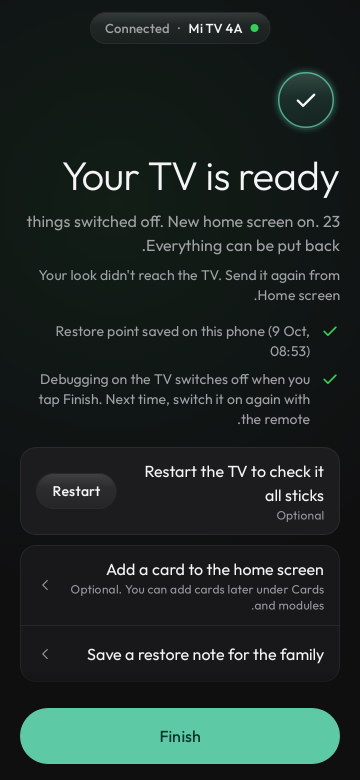 Connected · Mi TV 4A
Your TV is ready
things switched off. New home screen on. 23
.Everything can be put back
Your look didn't reach the TV. Send it again from
.Home screen
Restore point saved on this phone (9 Oct,
08:53)
Debugging on the TV switches off when you
tap Finish. Next time, switch it on again with
.the remote
Restart the TV to check it
all sticks
Optional
Restart
Add a card to the home screen
Optional. You can add cards later under Cards
.and modules
Save a restore note for the family
Finish